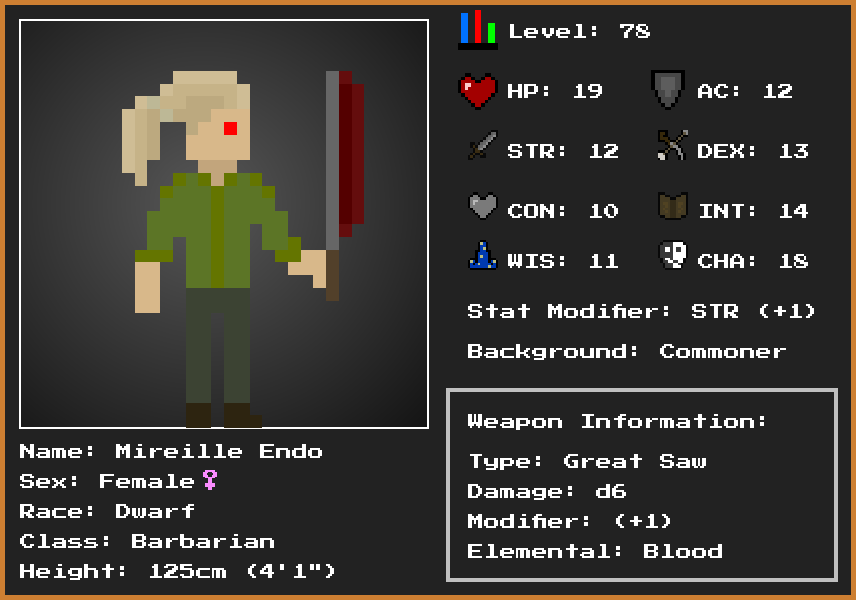 Level: 78
HP: 19
AC: 12
STR: 12
DEX: 13
CON: 10
INT: 14
WIS: 11
CHA: 18
Stat Modifier: STR (+1)
Background: Commoner
Weapon Information:
Type: Great Saw
Damage: d6
Modifier: (+1)
Elemental: Blood
Name: Mireille Endo
Sex: Female♀
Race: Dwarf
Class: Barbarian
Height: 125cm (4'1")